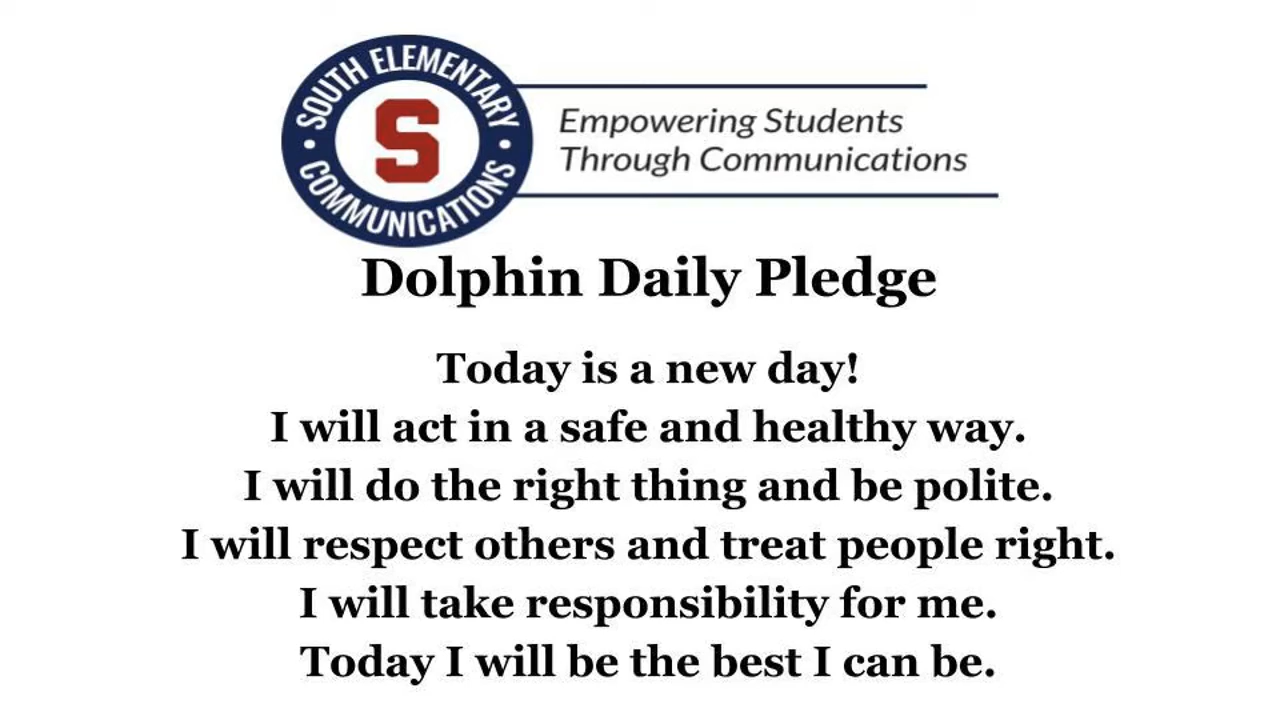 SOUTH ELEMENTARY
S
COMMUNICATIONS
Empowering Students
Through Communications
Dolphin Daily Pledge
Today is a new day!
I will act in a safe and healthy way.
I will do the right thing and be polite.
I will respect others and treat people right.
I will take responsibility for me.
Today I will be the best I can be.